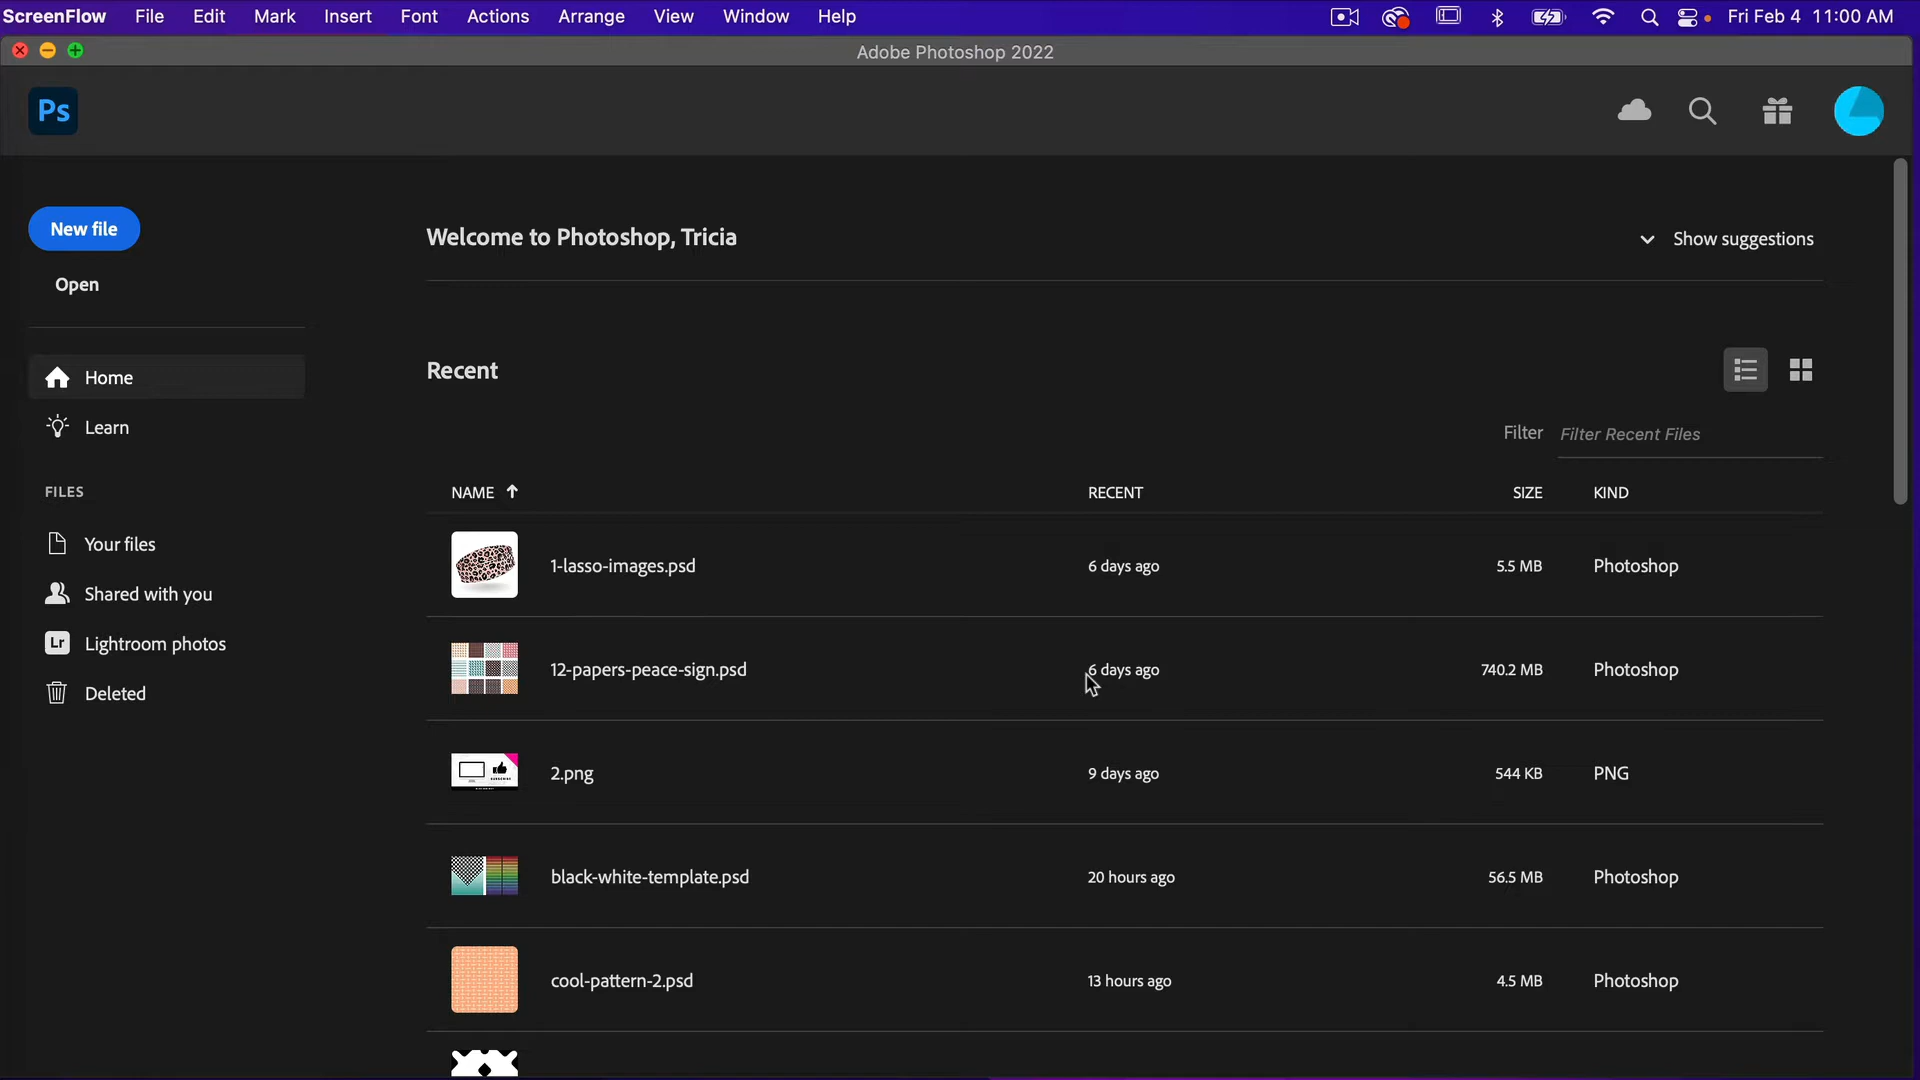 ScreenFlow File Edit Mark Insert Font Actions Arrange View Window Help Fri Feb 4 11:00 AM
Adobe Photoshop 2022
Ps
New file
Open
Home
Learn
FILES
Your files
Shared with you
Lr Lightroom photos
Deleted
Welcome to Photoshop, Tricia
Show suggestions
Recent
Filter Filter Recent Files
NAME RECENT SIZE KIND
1-lasso-images.psd 6 days ago 5.5 MB Photoshop
12-papers-peace-sign.psd 6 days ago 740.2 MB Photoshop
2.png 9 days ago 544 KB PNG
black-white-template.psd 20 hours ago 56.5 MB Photoshop
cool-pattern-2.psd 13 hours ago 4.5 MB Photoshop